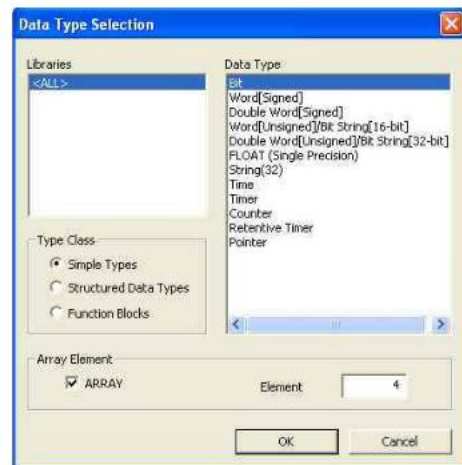 Data Type Selection
Libraries
<ALL>
Data Type
Bit
Word[Signed]
Double Word[Signed]
Word[Unsigned]/Bit String[16-bit]
Double Word[Unsigned]/Bit String[32-bit]
FLOAT (Single Precision)
String(32)
Time
Timer
Counter
Retentive Timer
Pointer
Type Class
Simple Types
Structured Data Types
Function Blocks
Array Element
ARRAY
Element
4
OK
Cancel